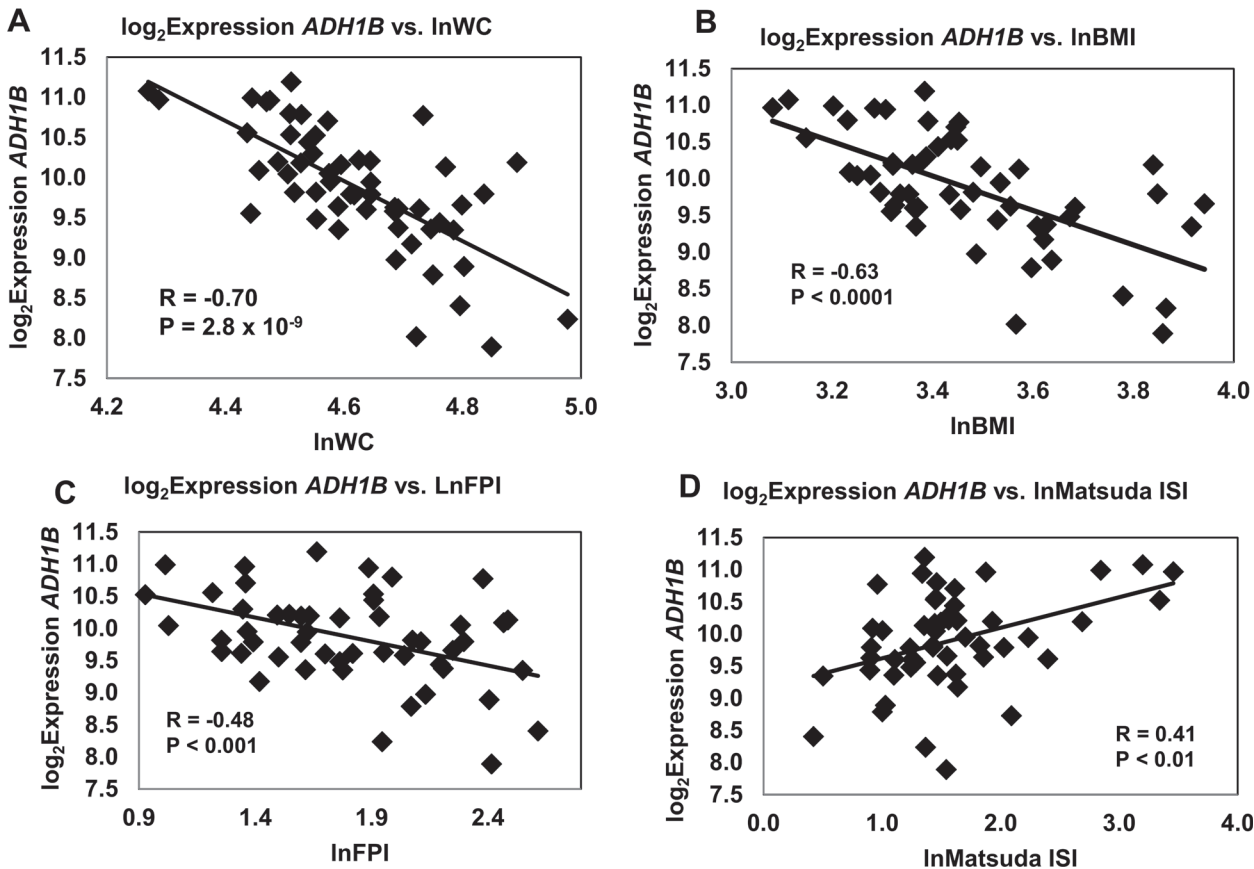 A
log₂Expression ADH1B vs. lnWC
log₂Expression ADH1B
11.5
11.0
10.5
10.0
9.5
9.0
8.5
8.0
7.5
R = -0.70
P = 2.8 x 10⁻⁹
4.2 4.4 4.6 4.8 5.0
lnWC
B
log₂Expression ADH1B vs. lnBMI
log₂Expression ADH1B
11.5
11.0
10.5
10.0
9.5
9.0
8.5
8.0
7.5
R = -0.63
P < 0.0001
3.0 3.2 3.4 3.6 3.8 4.0
lnBMI
C
log₂Expression ADH1B vs. LnFPI
log₂Expression ADH1B
11.5
11.0
10.5
10.0
9.5
9.0
8.5
8.0
7.5
R = -0.48
P < 0.001
0.9 1.4 1.9 2.4
lnFPI
D
log₂Expression ADH1B vs. lnMatsuda ISI
log₂Expression ADH1B
11.5
11.0
10.5
10.0
9.5
9.0
8.5
8.0
7.5
R = 0.41
P < 0.01
0.0 1.0 2.0 3.0 4.0
lnMatsuda ISI